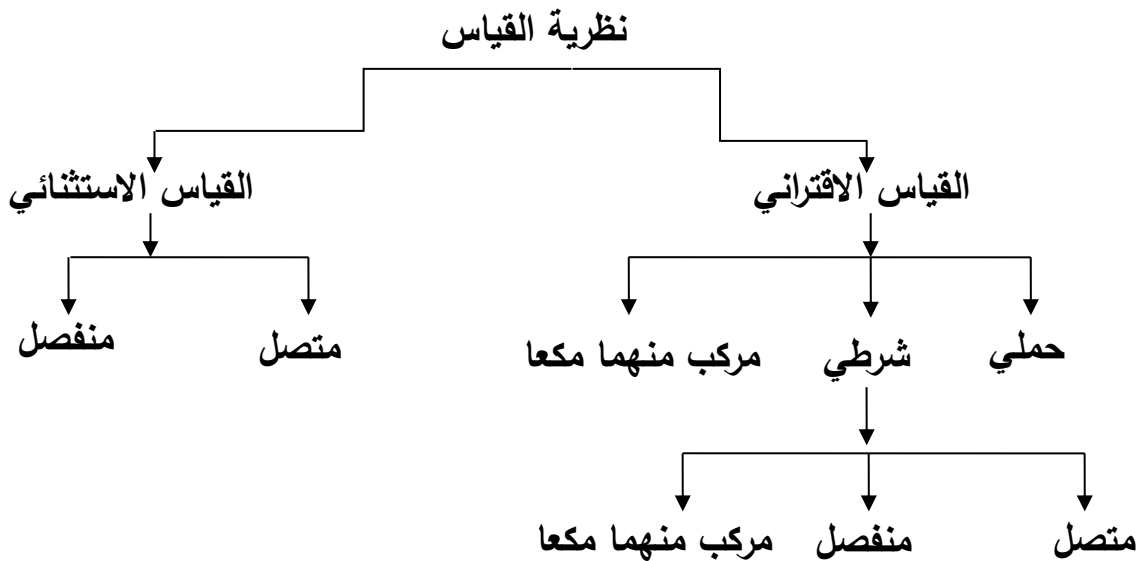 نظرية القياس
القياس الاقتراني
القياس الاستثنائي
حملي
شرطي
مركب منهما مكعا
متصل
منفصل
متصل
منفصل
مركب منهما مكعا